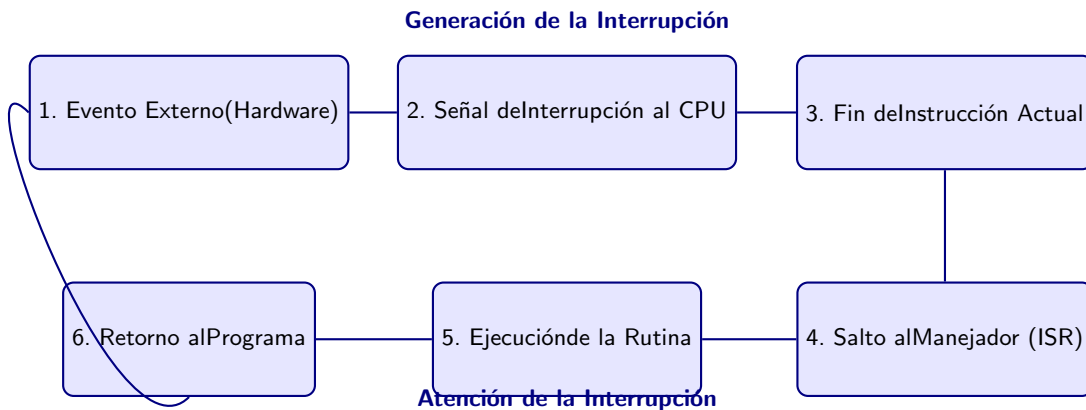 Generación de la Interrupción
1. Evento Externo(Hardware)
2. Señal deInterrupción al CPU
3. Fin deInstrucción Actual
6. Retorno alPrograma
5. Ejecuciónde la Rutina
4. Salto alManejador (ISR)
Atención de la Interrupción